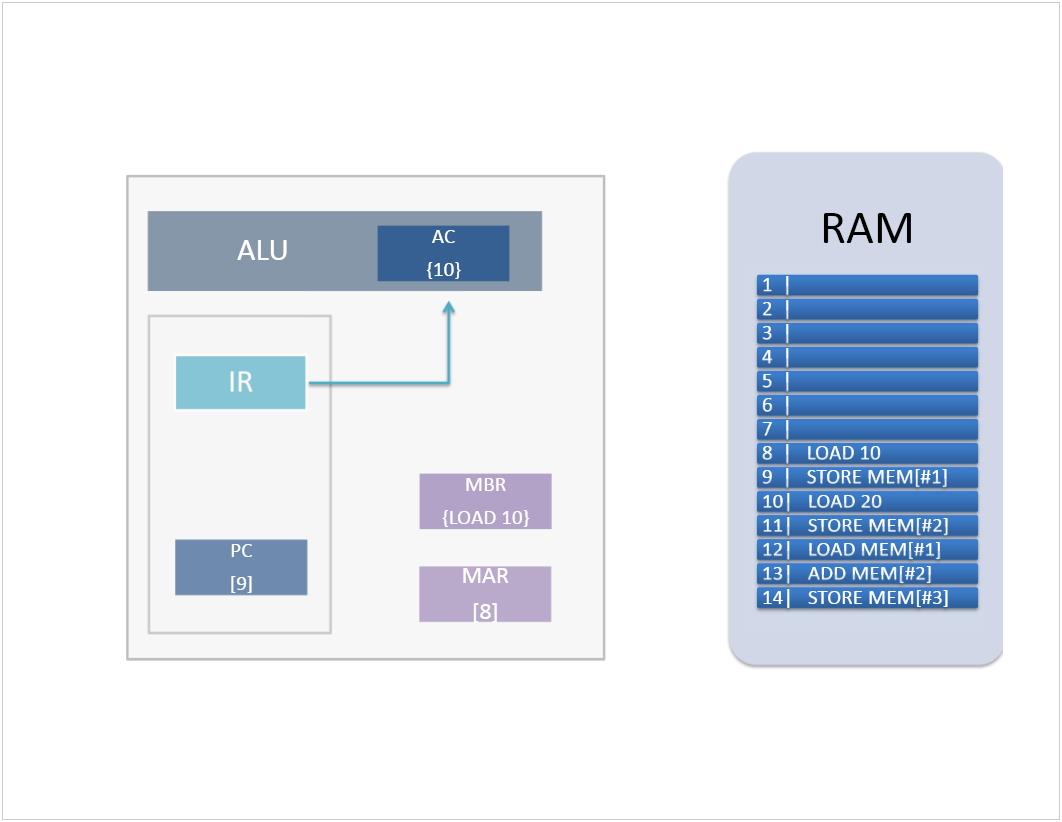 ALU
AC
{10}
IR
MBR
{LOAD 10}
PC
[9]
MAR
[8]
RAM
1|
2|
3|
4|
5|
6|
7|
8| LOAD 10
9| STORE MEM[#1]
10| LOAD 20
11| STORE MEM[#2]
12| LOAD MEM[#1]
13| ADD MEM[#2]
14| STORE MEM[#3]